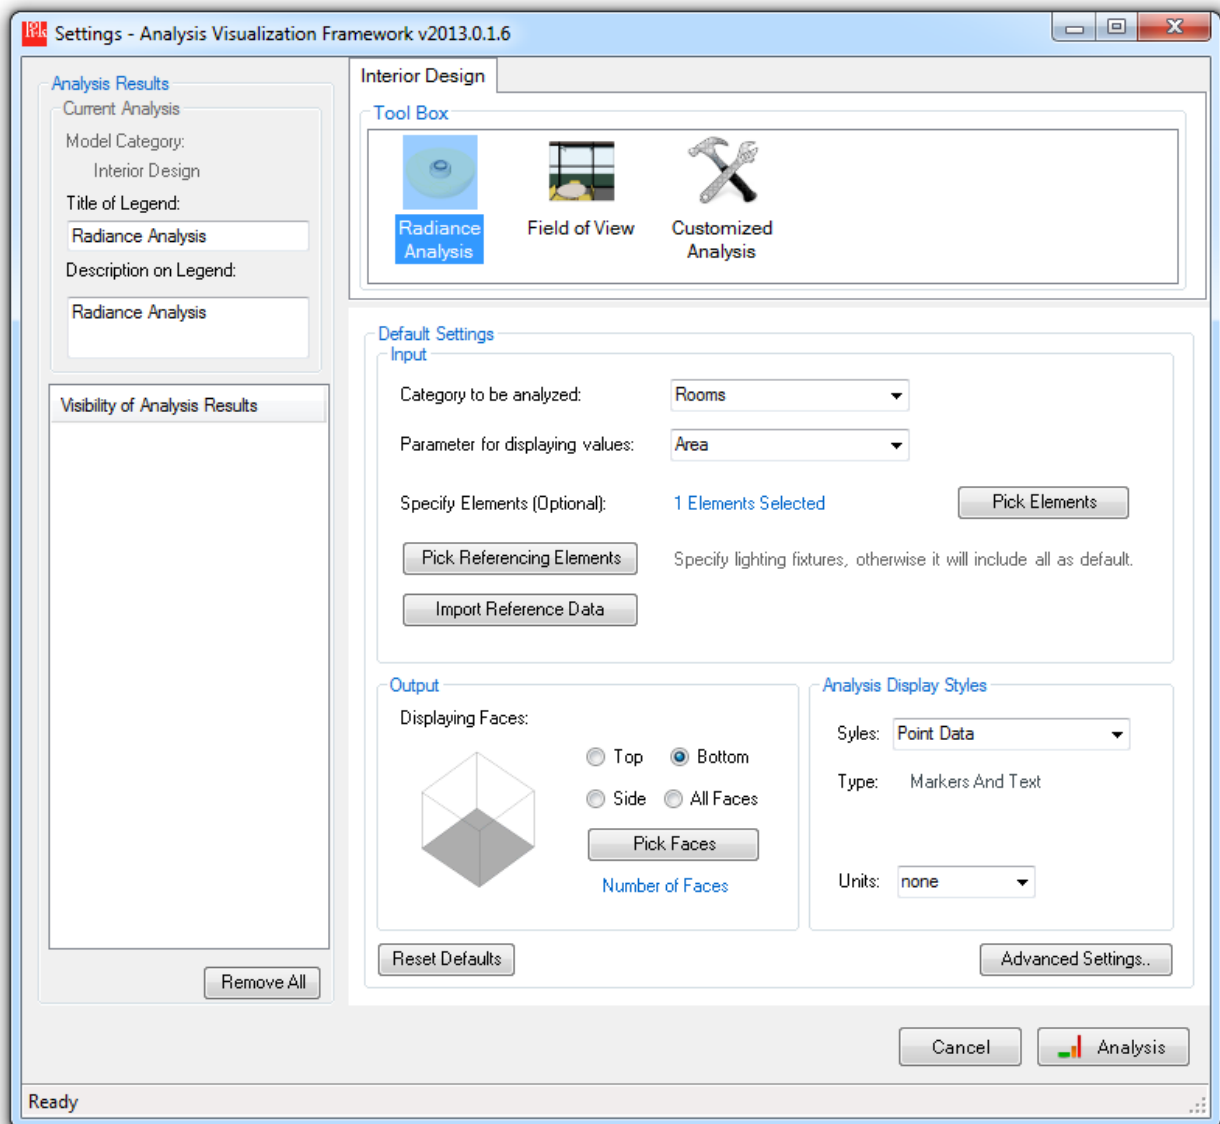 Settings - Analysis Visualization Framework v2013.0.1.6
Analysis Results
Current Analysis
Model Category:
Interior Design
Title of Legend:
Radiance Analysis
Description on Legend:
Radiance Analysis
Visibility of Analysis Results
Remove All
Interior Design
Tool Box
Radiance
Analysis
Field of View
Customized
Analysis
Default Settings
Input
Category to be analyzed: Rooms
Parameter for displaying values: Area
Specify Elements (Optional): 1 Elements Selected Pick Elements
Pick Referencing Elements Specify lighting fixtures, otherwise it will include all as default.
Import Reference Data
Output
Displaying Faces:
Top Bottom
Side All Faces
Pick Faces
Number of Faces
Analysis Display Styles
Syles: Point Data
Type: Markers And Text
Units: none
Reset Defaults Advanced Settings..
Cancel Analysis
Ready